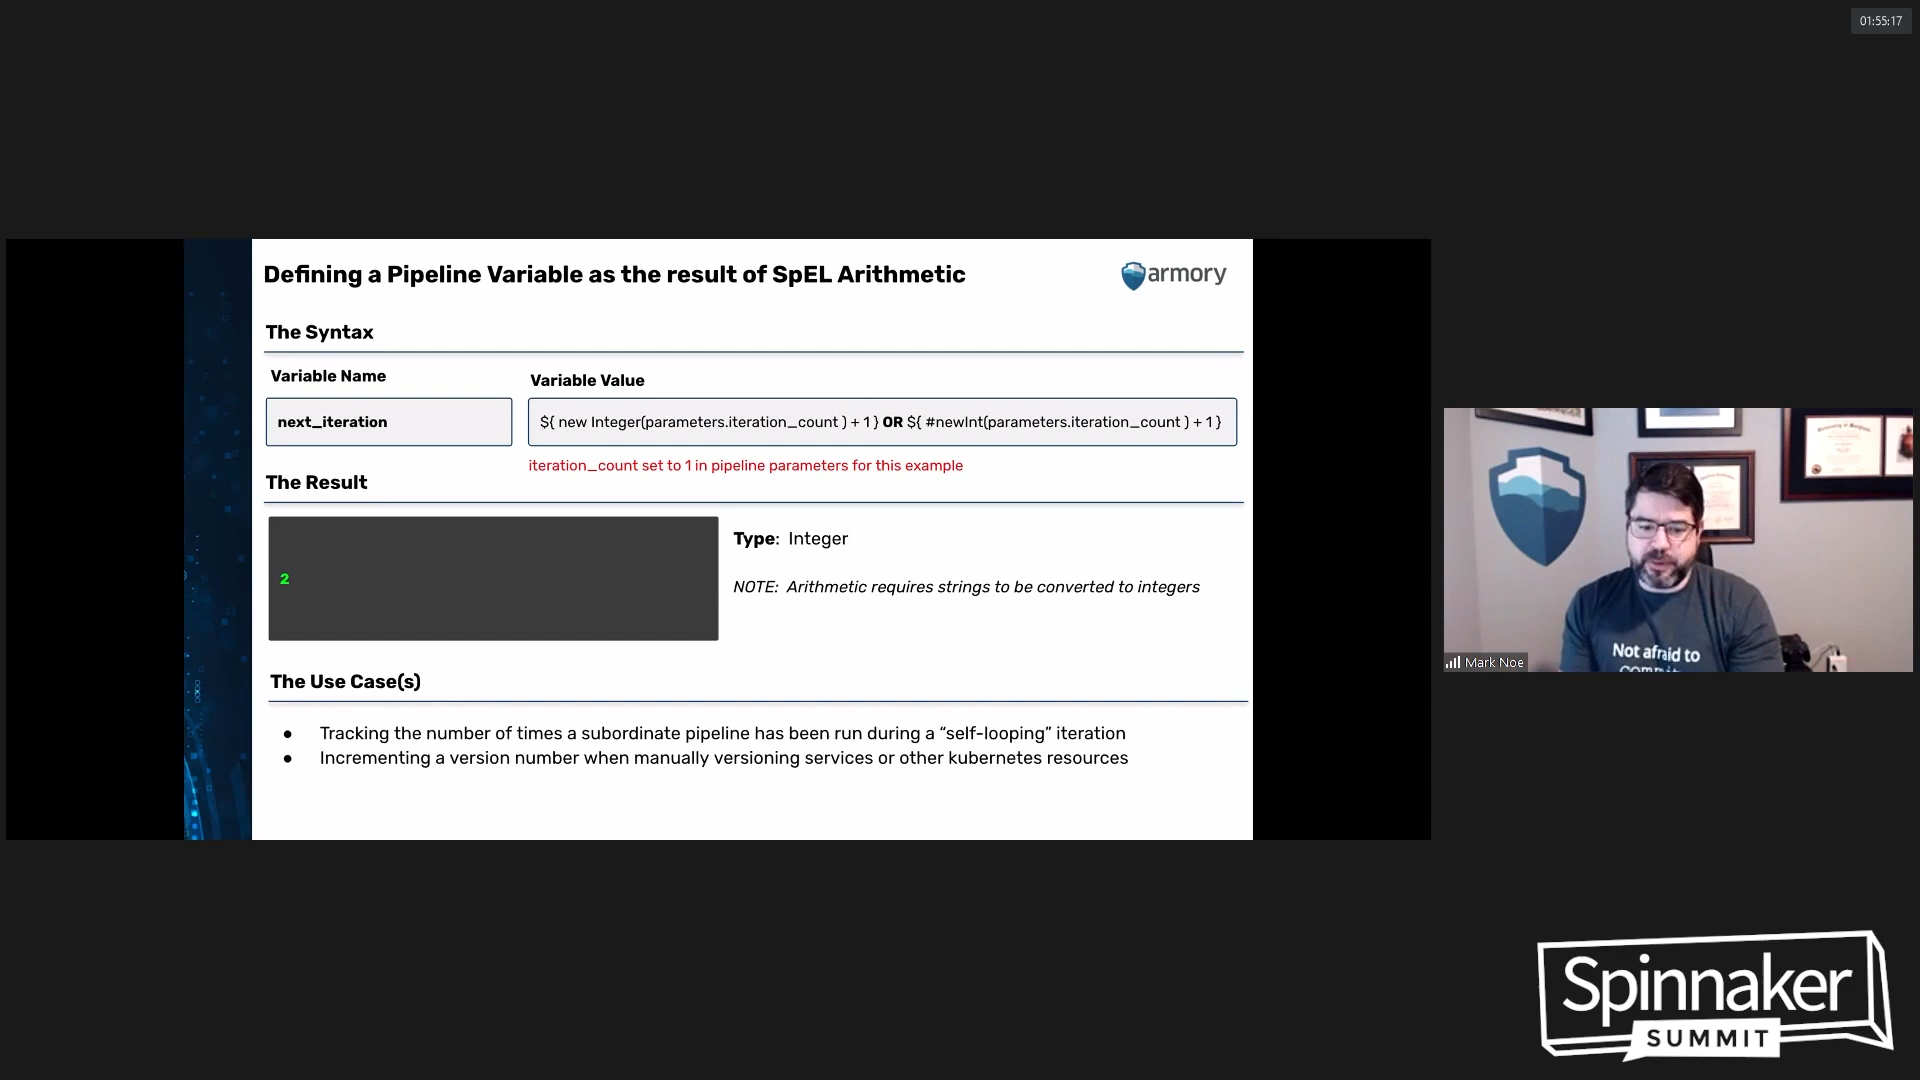 01:55:17
Defining a Pipeline Variable as the result of SpEL Arithmetic
armory
The Syntax
Variable Name
Variable Value
next_iteration
${ new Integer(parameters.iteration_count ) + 1 } OR ${ #newInt(parameters.iteration_count ) + 1 }
iteration_count set to 1 in pipeline parameters for this example
The Result
2
Type: Integer
NOTE: Arithmetic requires strings to be converted to integers
The Use Case(s)
● Tracking the number of times a subordinate pipeline has been run during a “self-looping” iteration
● Incrementing a version number when manually versioning services or other kubernetes resources
Not afraid to
Mark Noe
Spinnaker
SUMMIT